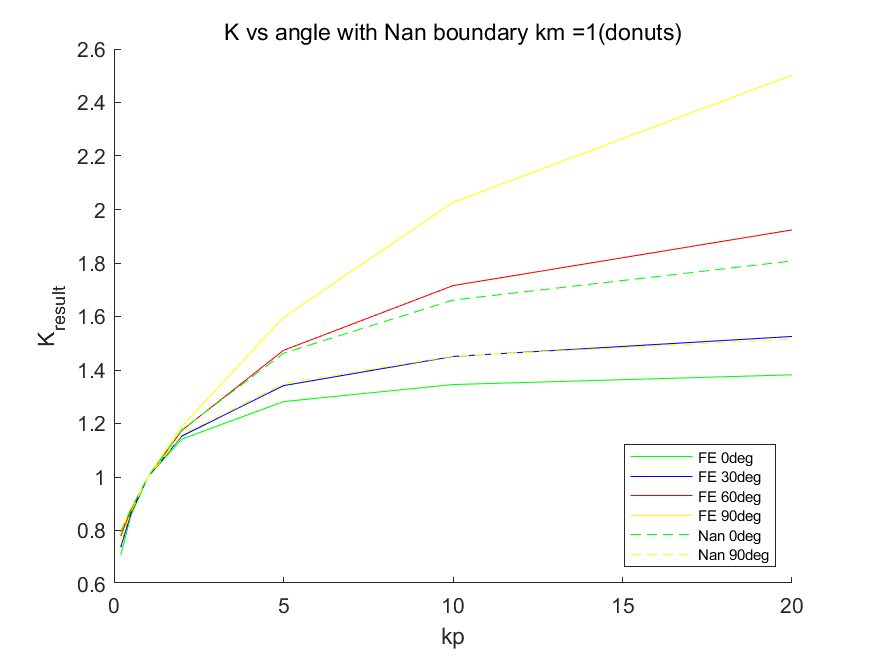 K vs angle with Nan boundary km =1(donuts)
2.6
2.4
2.2
2
1.8
1.6
1.4
1.2
1
0.8
0.6
K_result
0 5 10 15 20
kp
FE 0deg
FE 30deg
FE 60deg
FE 90deg
Nan 0deg
Nan 90deg